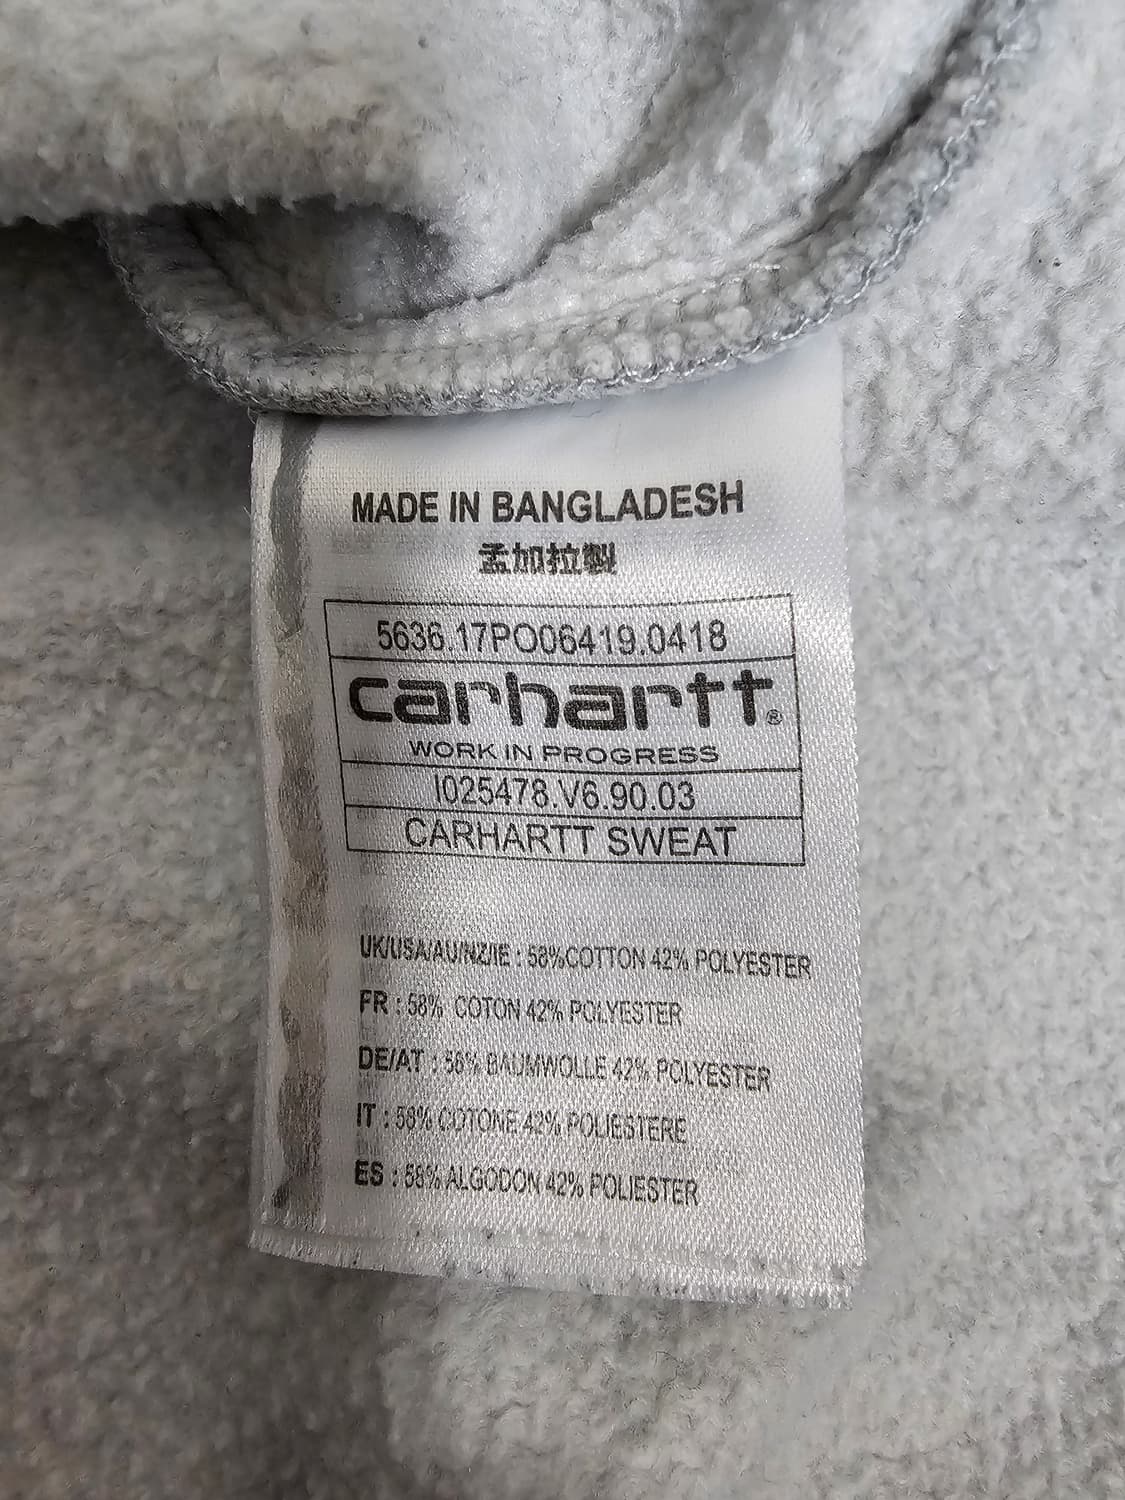 MADE IN BANGLADESH
孟加拉製
5636.17PO06419.0418
carhartt®
WORK IN PROGRESS
I025478.V6.90.03
CARHARTT SWEAT
UK/USA/AU/NZ/IE : 58%COTTON 42% POLYESTER
FR : 58% COTON 42% POLYESTER
DE/AT : 58% BAUMWOLLE 42% POLYESTER
IT : 58% COTONE 42% POLIESTERE
ES : 58% ALGODON 42% POLIESTER